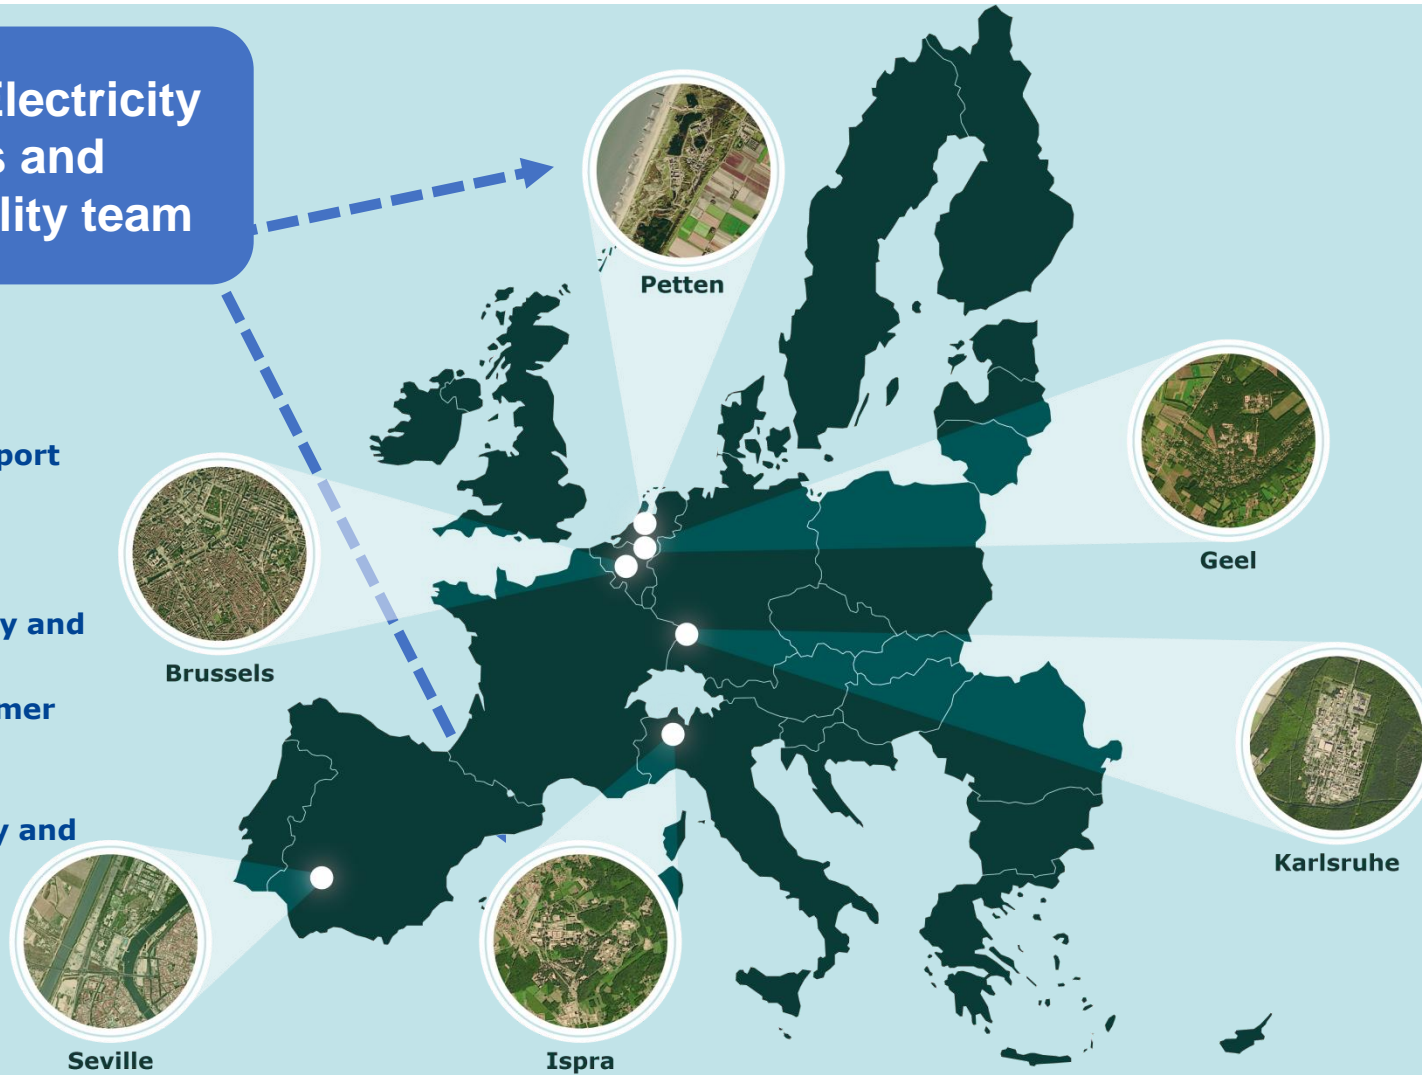 Electricity
s and
lity team
Petten
port
Geel
y and
Brussels
mer
y and
Karlsruhe
Seville
Ispra